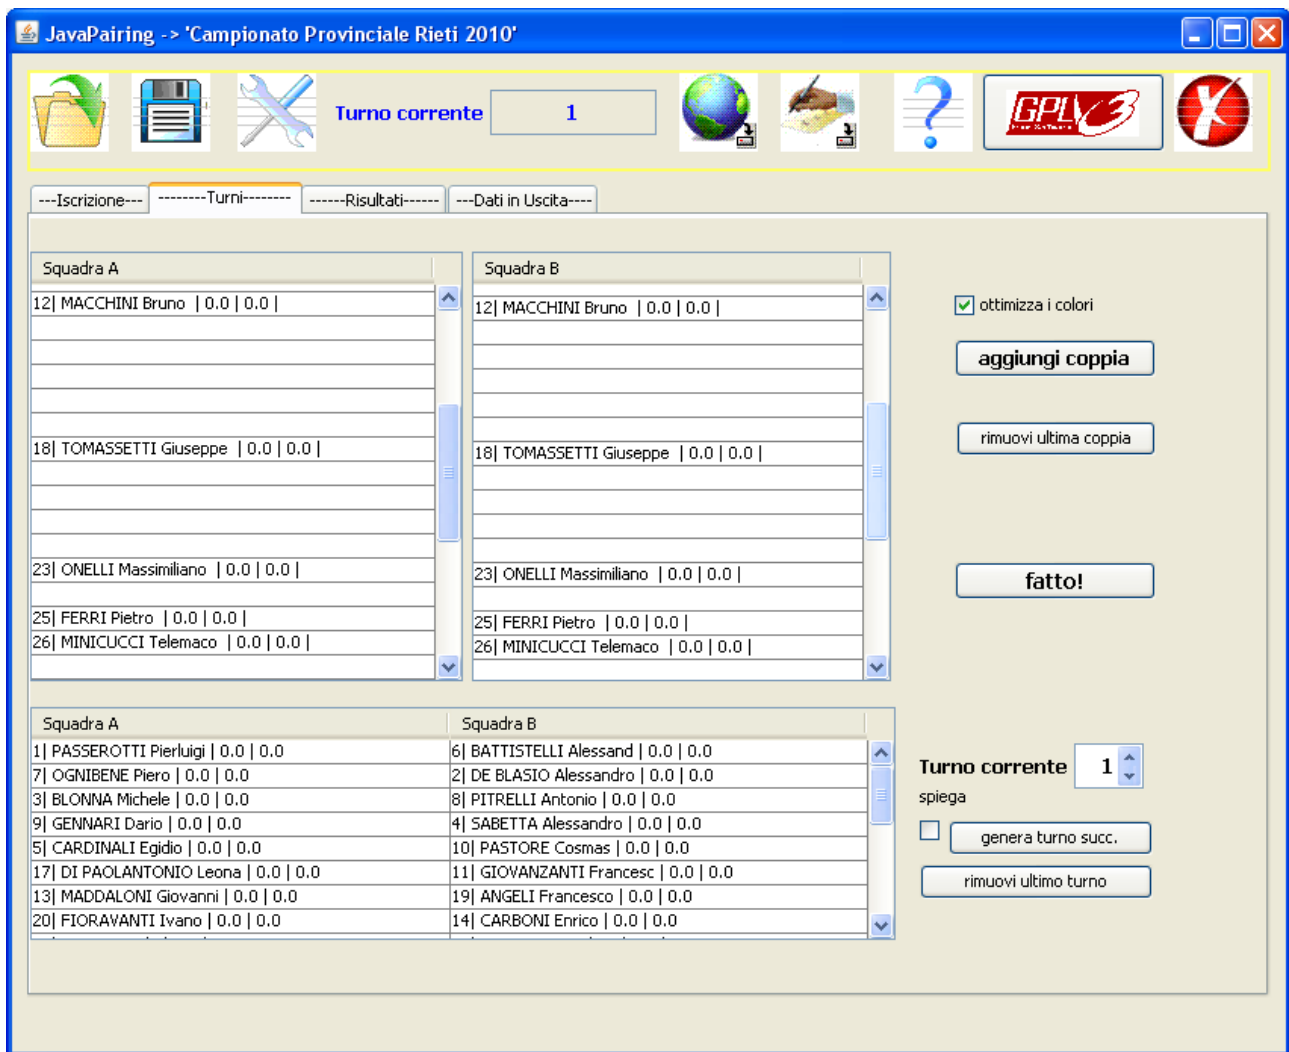 JavaPairing -> 'Campionato Provinciale Rieti 2010'
Turno corrente 1
GPLv3
---Iscrizione--- --------Turni-------- ------Risultati------ ---Dati in Uscita----
Squadra A Squadra B
12| MACCHINI Bruno | 0.0 | 0.0 | 12| MACCHINI Bruno | 0.0 | 0.0 |
ottimizza i colori
aggiungi coppia
rimuovi ultima coppia
18| TOMASSETTI Giuseppe | 0.0 | 0.0 | 18| TOMASSETTI Giuseppe | 0.0 | 0.0 |
23| ONELLI Massimiliano | 0.0 | 0.0 | 23| ONELLI Massimiliano | 0.0 | 0.0 |
fatto!
25| FERRI Pietro | 0.0 | 0.0 | 25| FERRI Pietro | 0.0 | 0.0 |
26| MINICUCCI Telemaco | 0.0 | 0.0 | 26| MINICUCCI Telemaco | 0.0 | 0.0 |
Squadra A Squadra B
1| PASSEROTTI Pierluigi | 0.0 | 0.0 6| BATTISTELLI Alessand | 0.0 | 0.0
7| OGNIBENE Piero | 0.0 | 0.0 2| DE BLASIO Alessandro | 0.0 | 0.0
3| BLONNA Michele | 0.0 | 0.0 8| PITRELLI Antonio | 0.0 | 0.0
9| GENNARI Dario | 0.0 | 0.0 4| SABETTA Alessandro | 0.0 | 0.0
5| CARDINALI Egidio | 0.0 | 0.0 10| PASTORE Cosmas | 0.0 | 0.0
17| DI PAOLANTONIO Leona | 0.0 | 0.0 11| GIOVANZANTI Francesc | 0.0 | 0.0
13| MADDALONI Giovanni | 0.0 | 0.0 19| ANGELI Francesco | 0.0 | 0.0
20| FIORAVANTI Ivano | 0.0 | 0.0 14| CARBONI Enrico | 0.0 | 0.0
Turno corrente 1
spiega
genera turno succ.
rimuovi ultimo turno